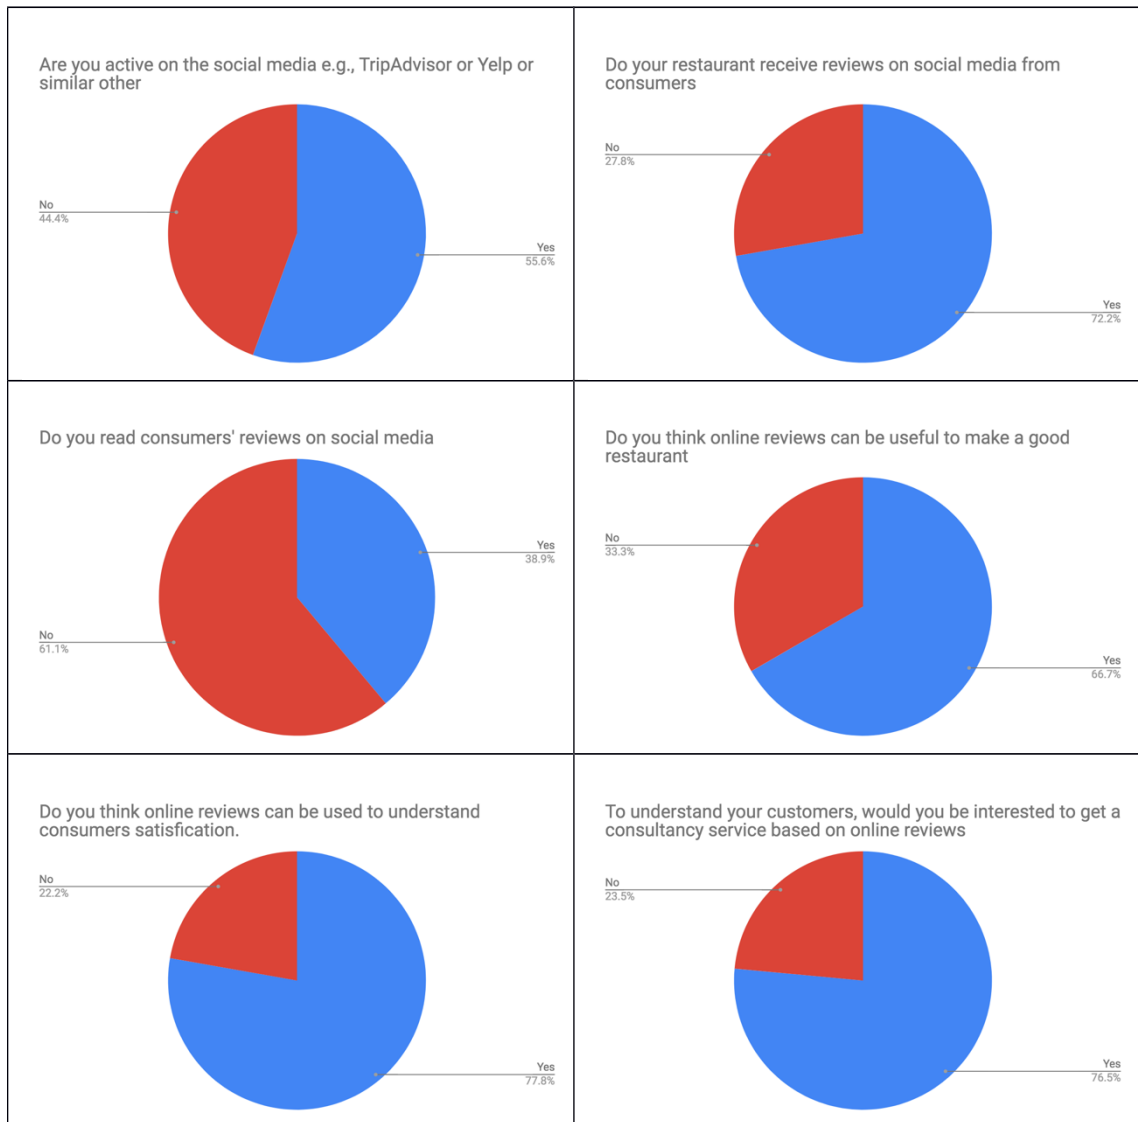 Are you active on the social media e.g., TripAdvisor or Yelp or
similar other
No
44.4%
Yes
55.6%
Do your restaurant receive reviews on social media from
consumers
No
27.8%
Yes
72.2%
Do you read consumers' reviews on social media
Yes
38.9%
No
61.1%
Do you think online reviews can be useful to make a good
restaurant
No
33.3%
Yes
66.7%
Do you think online reviews can be used to understand
consumers satisfication.
No
22.2%
Yes
77.8%
To understand your customers, would you be interested to get a
consultancy service based on online reviews
No
23.5%
Yes
76.5%